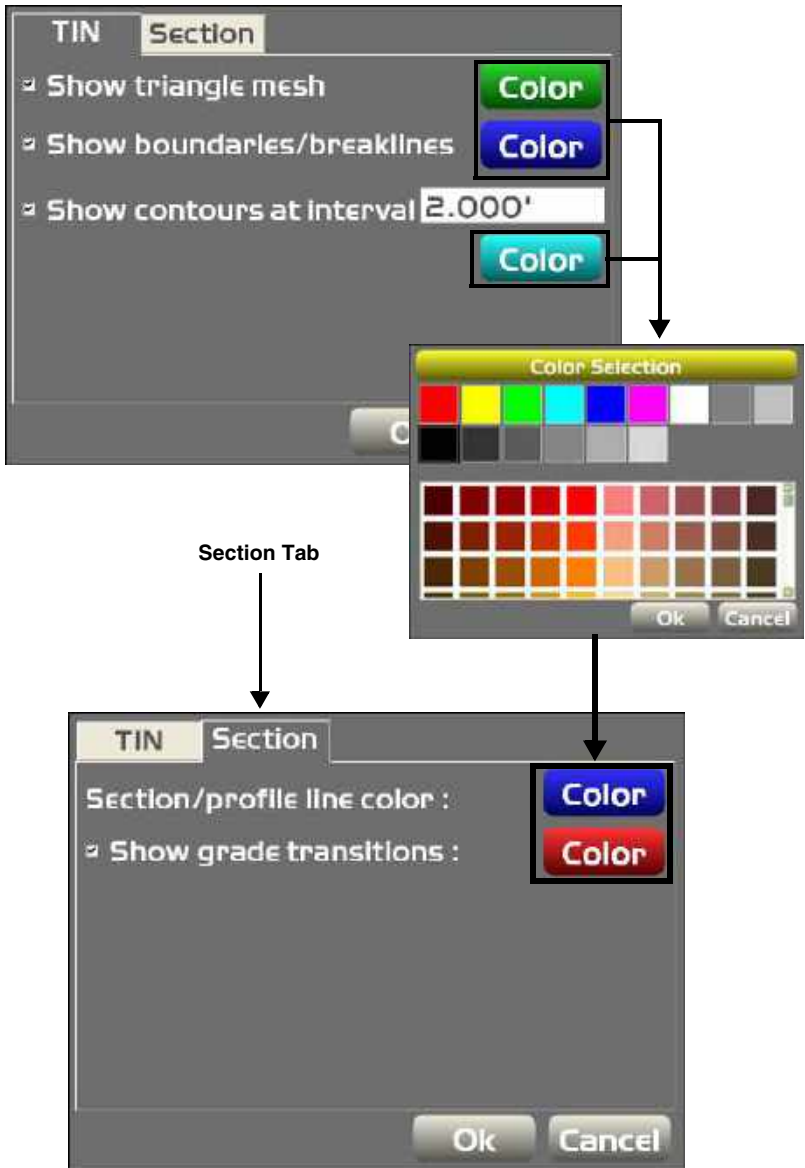 TIN Section
Show triangle mesh Color
Show boundaries/breaklines Color
Show contours at interval 2.000'
Color
Color Selection
Ok Cancel
Section Tab
TIN Section
Section/profile line color : Color
Show grade transitions : Color
Ok Cancel